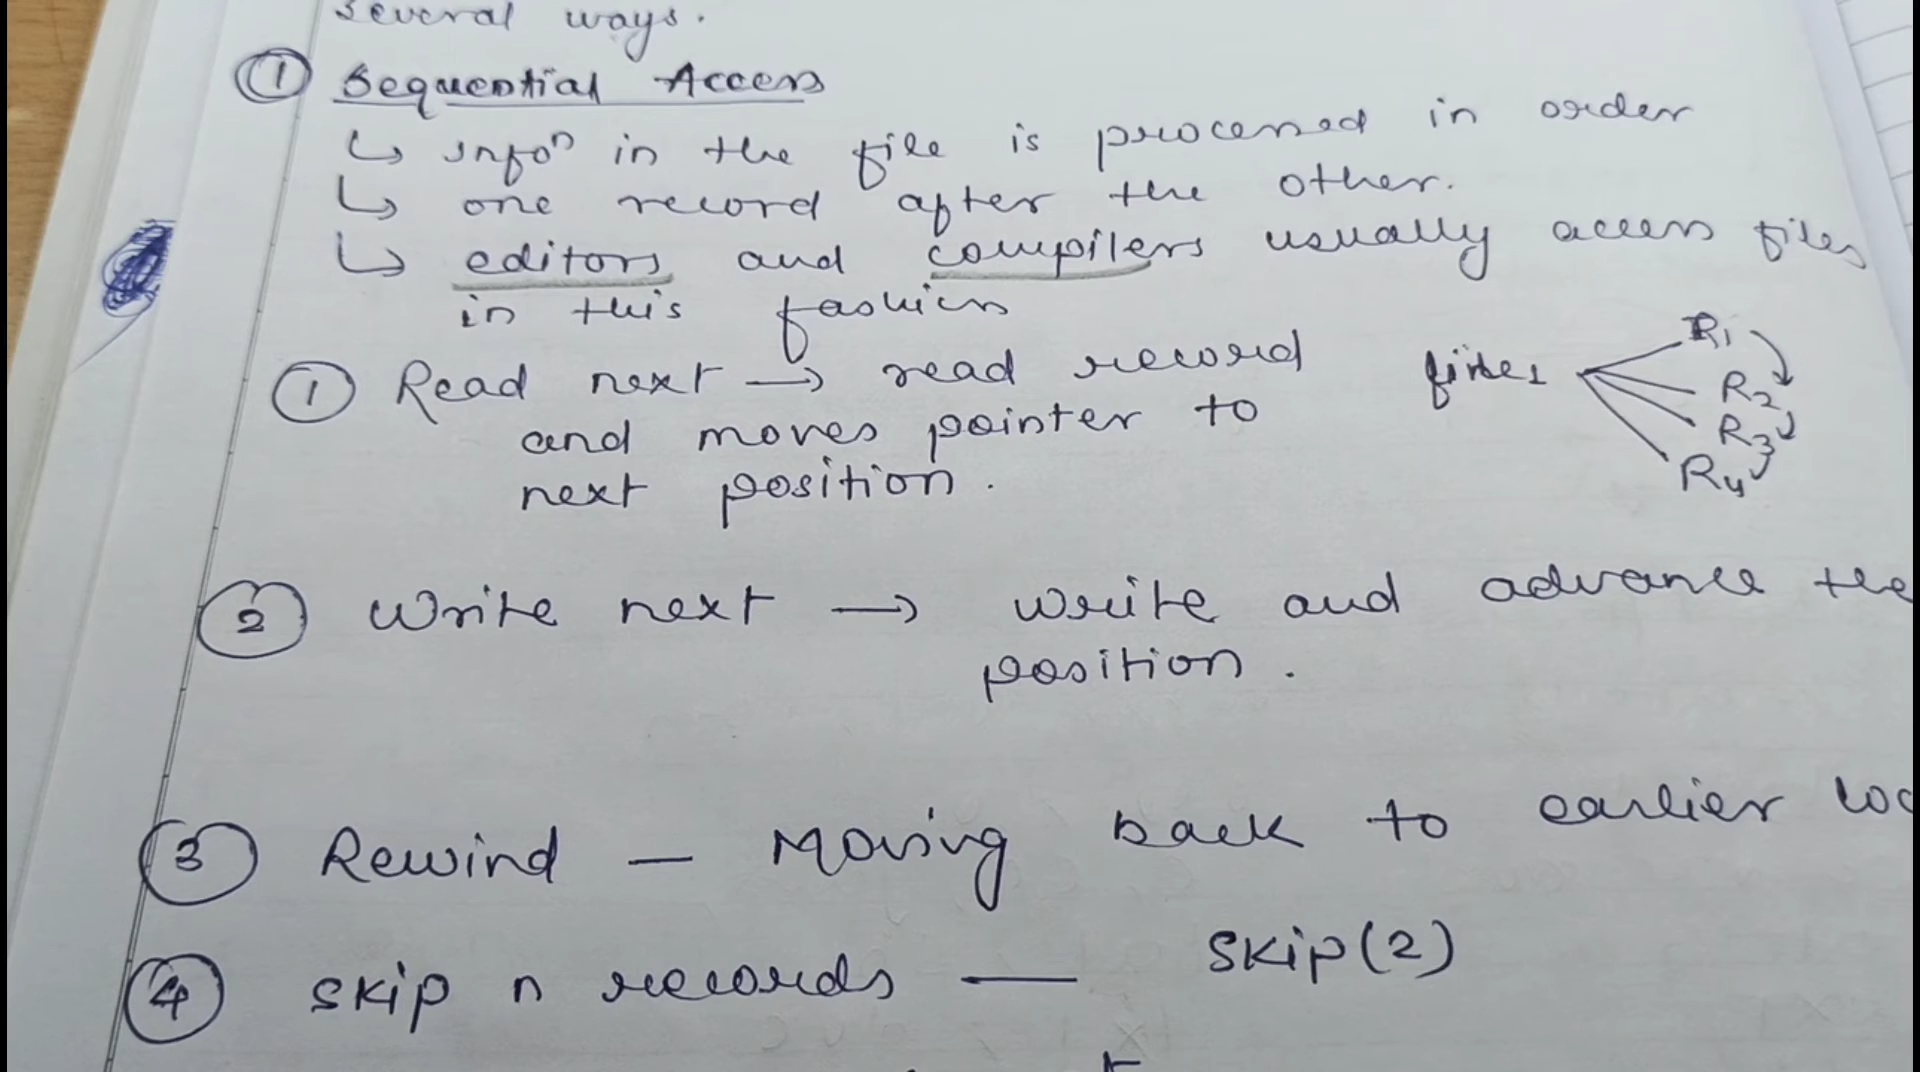 several ways.
① Sequential Access
↳ infoⁿ in the file is processed in order
↳ one record after the other.
↳ editors and compilers usually access files
in this fashion
① Read next → read record
and moves pointer to
next position.
R1
R2
R3
R4
② Write next → write and advance the
position.
③ Rewind — Moving back to earlier
④ skip n records — skip(2)